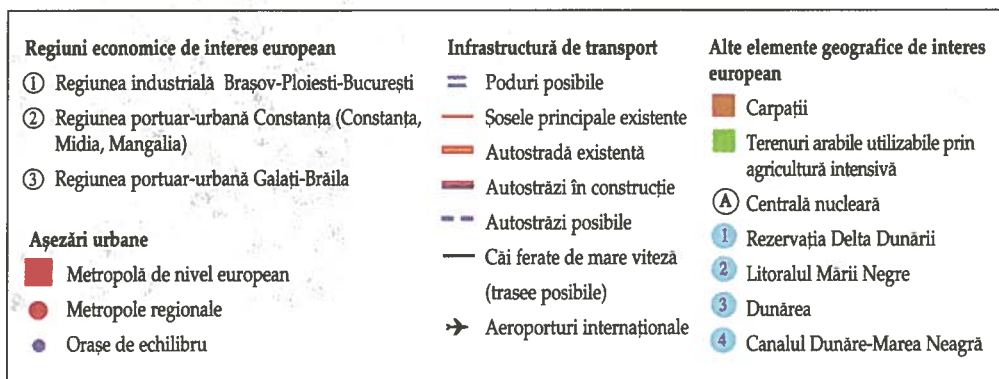 Regiuni economice de interes european
① Regiunea industrială Brașov-Ploiesti-București
② Regiunea portuar-urbană Constanța (Constanța,
Midia, Mangalia)
③ Regiunea portuar-urbană Galați-Brăila
Așezări urbane
Metropolă de nivel european
Metropole regionale
Orașe de echilibru
Infrastructură de transport
Poduri posibile
Șosele principale existente
Autostradă existentă
Autostrăzi în construcție
Autostrăzi posibile
Căi ferate de mare viteză
(trasee posibile)
Aeroporturi internaționale
Alte elemente geografice de interes
european
Carpații
Terenuri arabile utilizabile prin
agricultură intensivă
Ⓐ Centrală nucleară
1 Rezervația Delta Dunării
2 Litoralul Mării Negre
3 Dunărea
4 Canalul Dunăre-Marea Neagră